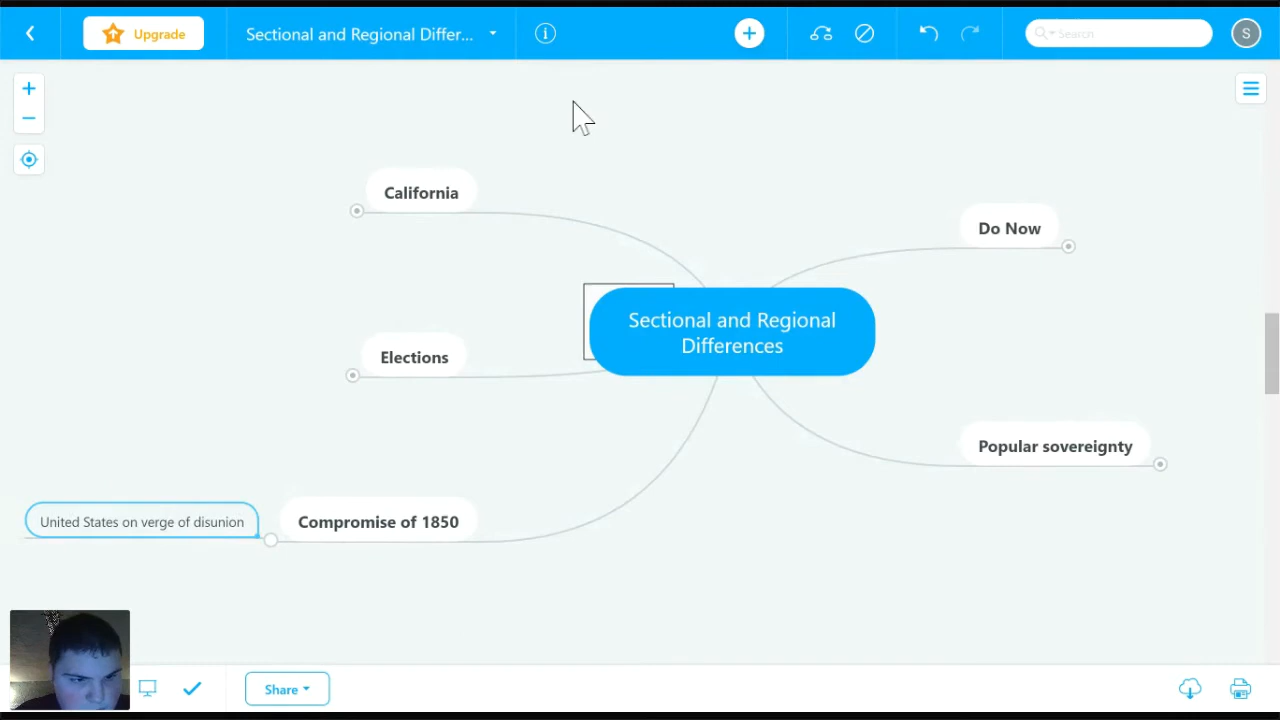 Upgrade
Sectional and Regional Differ...
Search
S
California
Do Now
Sectional and Regional
Differences
Elections
Popular sovereignty
United States on verge of disunion
Compromise of 1850
Share